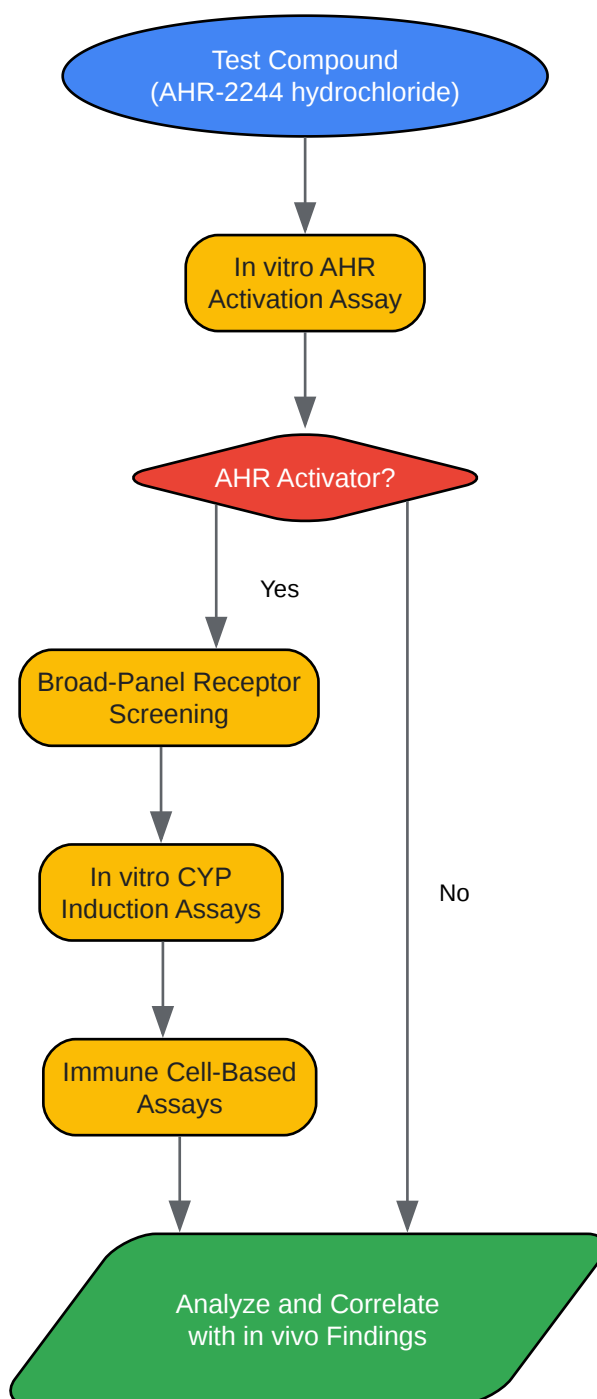 Test Compound
(AHR-2244 hydrochloride)
In vitro AHR
Activation Assay
AHR Activator?
Yes
Broad-Panel Receptor
Screening
In vitro CYP
Induction Assays
No
Immune Cell-Based
Assays
Analyze and Correlate
with in vivo Findings